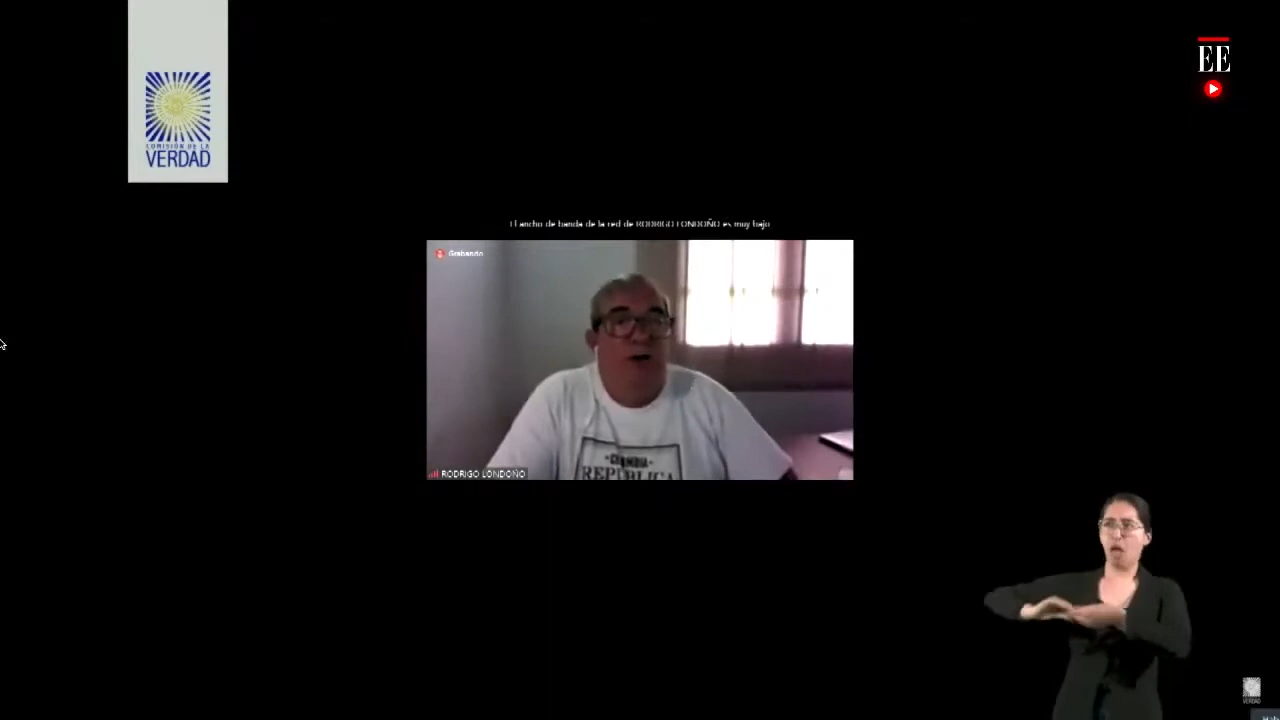 COMISIÓN DE LA
VERDAD
EE
El ancho de banda de la red de RODRIGO LONDOÑO es muy bajo
Grabando
REPÚBLICA
RODRIGO LONDOÑO
VERDAD